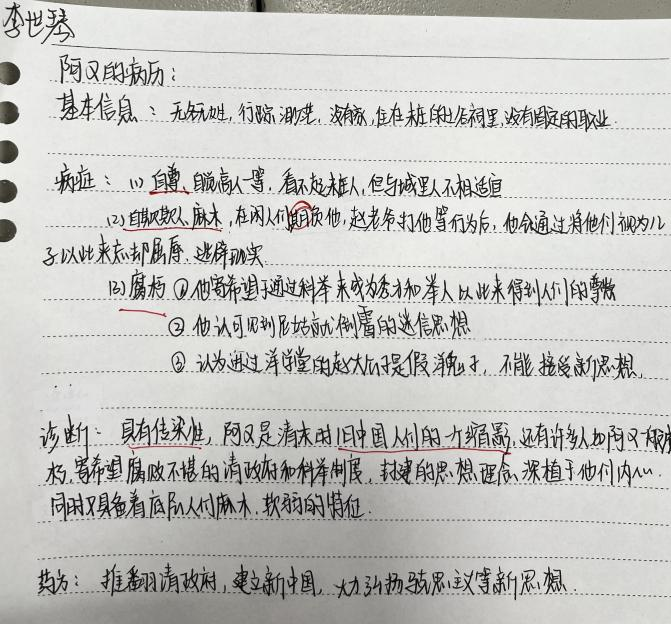 李世琴
阿Q的病历：
基本信息：无名无姓，行踪渺茫，没有家，住在未庄的土谷祠里，没有固定的职业.
病症：(1) 自尊、自觉高人一等，看不起未庄人，但与城里人不相适宜
(2) 自欺欺人、麻木，在闲人们欺负他，赵老爷打他等行为后，他会通过将他们视为儿
子以此来忘却屈辱，逃避现实
(3) 腐朽 ① 他寄希望于通过科举来成为秀才和举人以此来得到人们的尊敬
② 他认可见到尼姑就倒霉的迷信思想
③ 认为进过洋学堂的赵大爷子是假洋鬼子，不能接受新思想.
诊断：具有传染性，阿Q是清末时旧中国人们的一个缩影，还有许多人如阿Q般腐
朽，寄希望腐败不堪的清政府和科举制度，封建的思想理念深植于他们内心.
同时又具备着底层人们麻木、软弱的特征.
药方：推翻清政府，建立新中国，大力弘扬马克思主义等新思想.